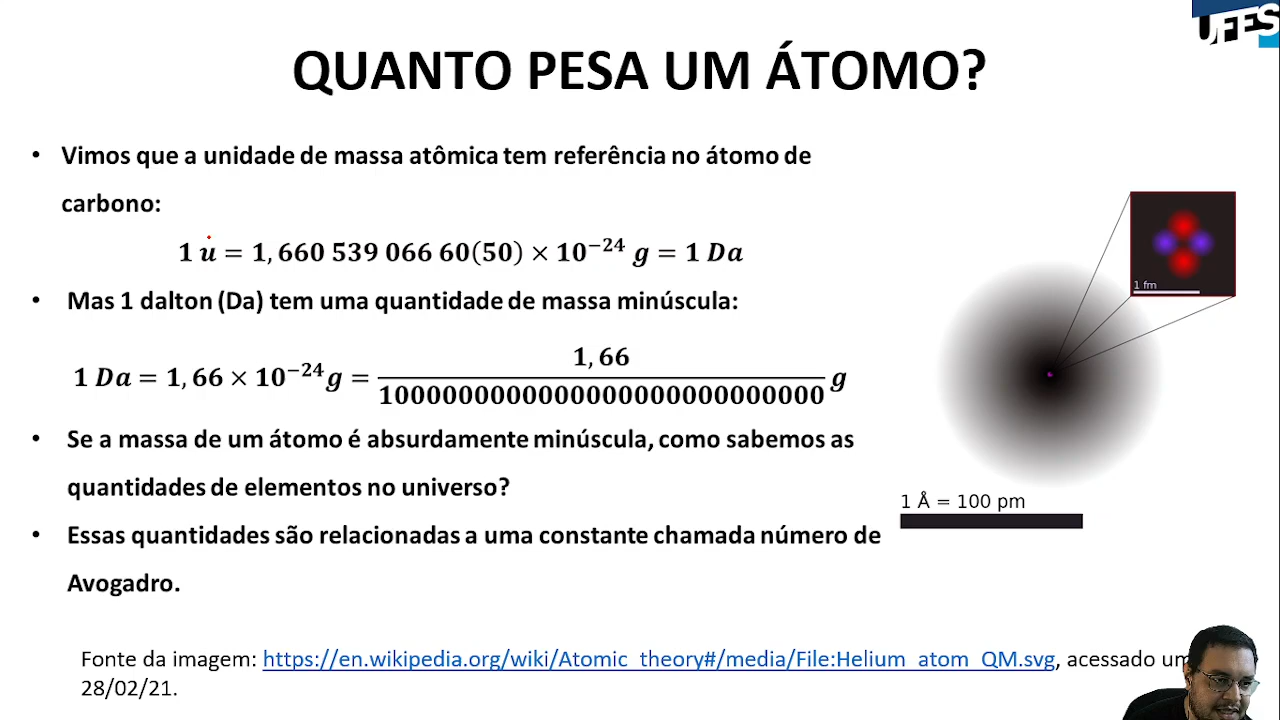 UFES
QUANTO PESA UM ÁTOMO?
• Vimos que a unidade de massa atômica tem referência no átomo de
carbono:
1 u = 1,660 539 066 60(50) × 10⁻²⁴ g = 1 Da
• Mas 1 dalton (Da) tem uma quantidade de massa minúscula:
1 Da = 1,66 × 10⁻²⁴ g = 1,66 / 1000000000000000000000000 g
• Se a massa de um átomo é absurdamente minúscula, como sabemos as
quantidades de elementos no universo?
• Essas quantidades são relacionadas a uma constante chamada número de
Avogadro.
1 fm
1 Å = 100 pm
Fonte da imagem: https://en.wikipedia.org/wiki/Atomic_theory#/media/File:Helium_atom_QM.svg, acessado
28/02/21.